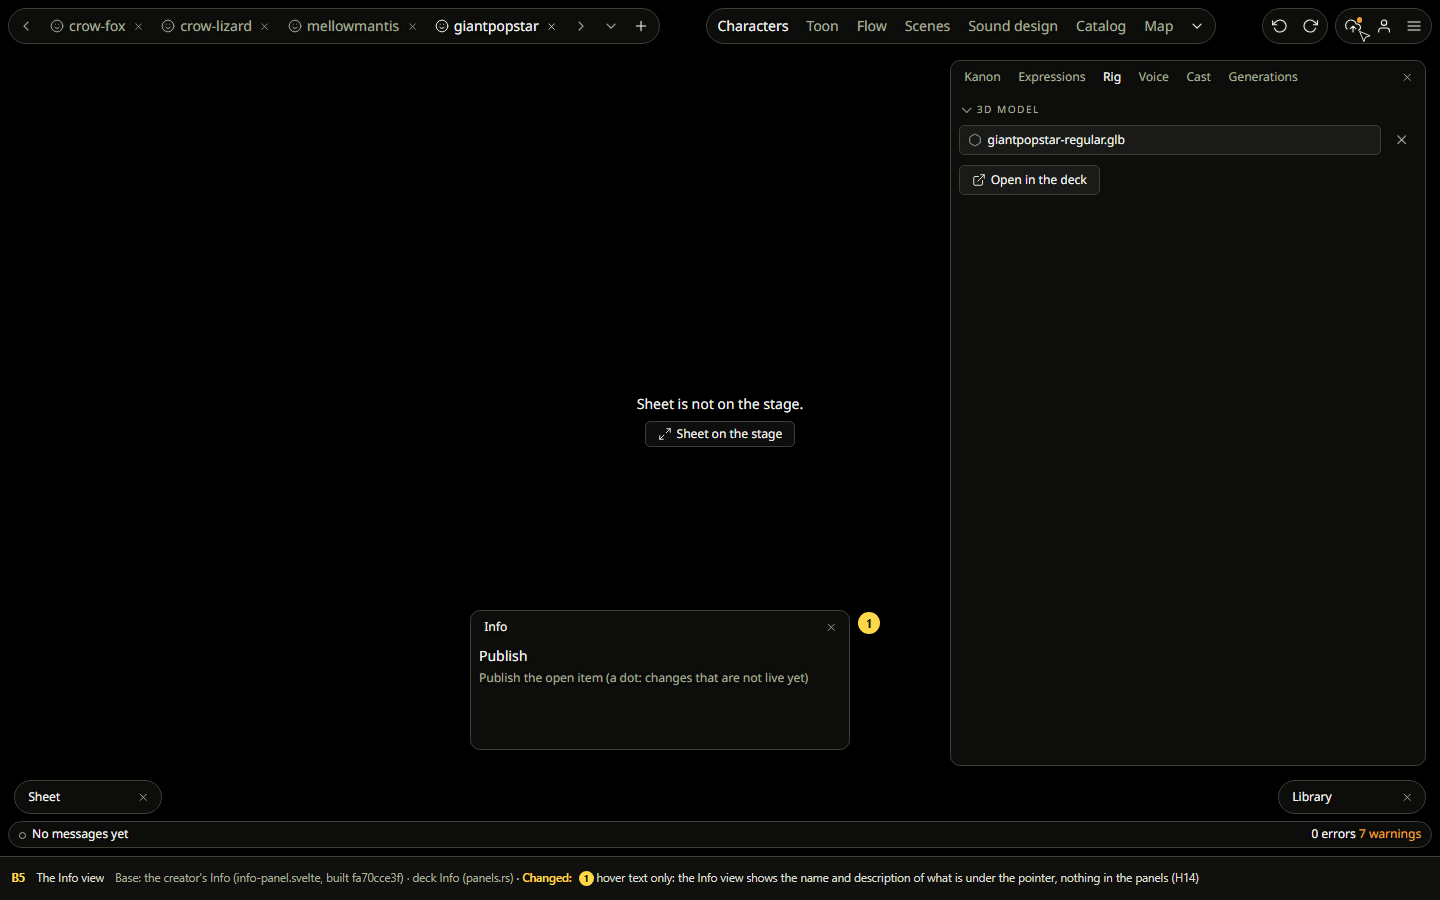 crow-fox crow-lizard mellowmantis giantpopstar
Characters Toon Flow Scenes Sound design Catalog Map
Kanon Expressions Rig Voice Cast Generations
3D MODEL
giantpopstar-regular.glb
Open in the deck
Sheet is not on the stage.
Sheet on the stage
Info
1
Publish
Publish the open item (a dot: changes that are not live yet)
Sheet
Library
No messages yet
0 errors 7 warnings
B5 The Info view Base: the creator's Info (info-panel.svelte, built fa70cce3f) · deck Info (panels.rs) · Changed: 1 hover text only: the Info view shows the name and description of what is under the pointer, nothing in the panels (H14)